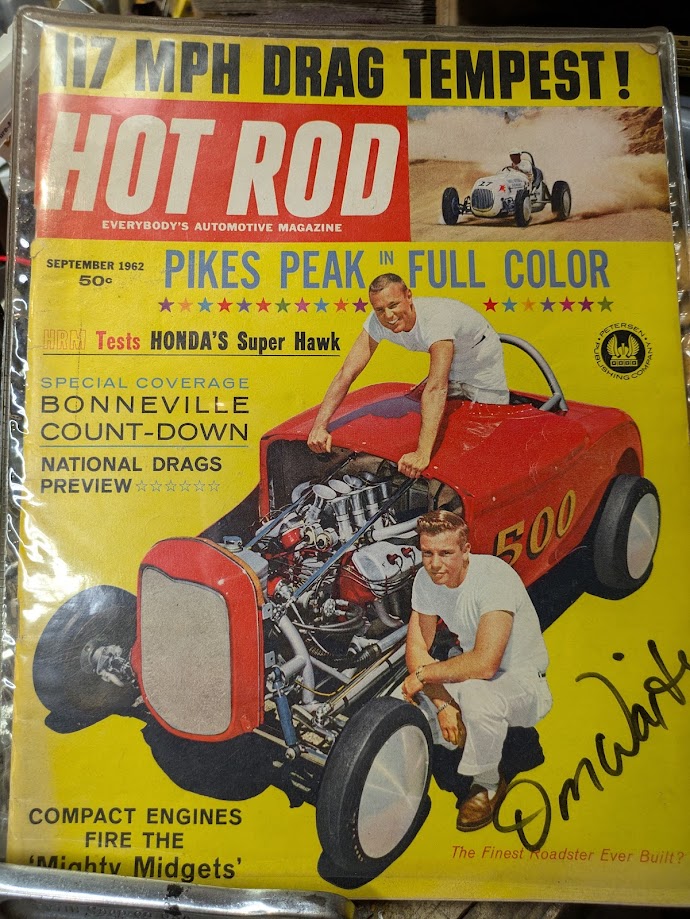 117 MPH DRAG TEMPEST!
HOT ROD
EVERYBODY'S AUTOMOTIVE MAGAZINE
27
SEPTEMBER 1962
50¢
PIKES PEAK IN FULL COLOR
HRM Tests HONDA'S Super Hawk
PETERSEN PUBLISHING COMPANY
SPECIAL COVERAGE
BONNEVILLE
COUNT-DOWN
NATIONAL DRAGS
PREVIEW ☆☆☆☆☆☆
500
COMPACT ENGINES
FIRE THE
'Mighty Midgets'
The Finest Roadster Ever Built?